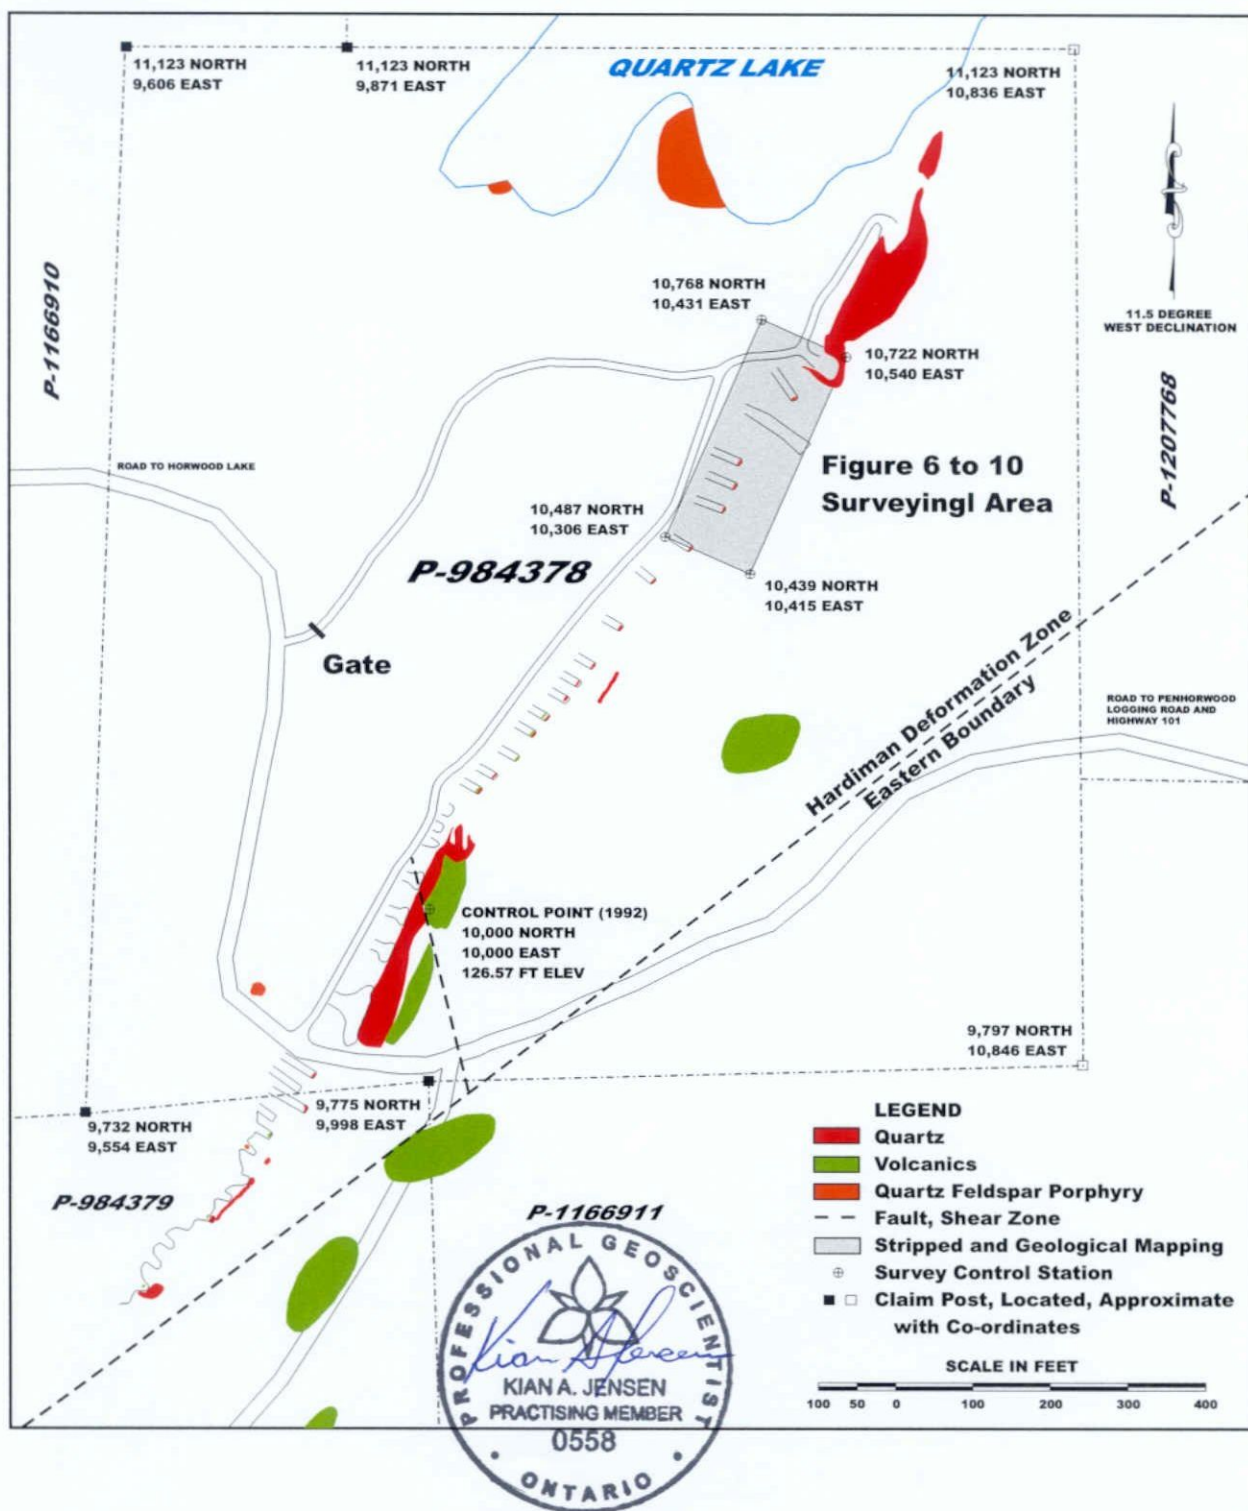 11,123 NORTH
9,606 EAST
11,123 NORTH
9,871 EAST
QUARTZ LAKE
11,123 NORTH
10,836 EAST
P-1166910
10,768 NORTH
10,431 EAST
11.5 DEGREE
WEST DECLINATION
10,722 NORTH
10,540 EAST
P-1207768
ROAD TO HORWOOD LAKE
Figure 6 to 10
Surveyingl Area
10,487 NORTH
10,306 EAST
P-984378
10,439 NORTH
10,415 EAST
Gate
Hardiman Deformation Zone
Eastern Boundary
ROAD TO PENHORWOOD
LOGGING ROAD AND
HIGHWAY 101
CONTROL POINT (1992)
10,000 NORTH
10,000 EAST
126.57 FT ELEV
9,797 NORTH
10,846 EAST
9,732 NORTH
9,554 EAST
9,775 NORTH
9,998 EAST
P-984379
P-1166911
LEGEND
Quartz
Volcanics
Quartz Feldspar Porphyry
Fault, Shear Zone
Stripped and Geological Mapping
Survey Control Station
Claim Post, Located, Approximate
with Co-ordinates
SCALE IN FEET
100 50 0 100 200 300 400
PROFESSIONAL GEOSCIENTIST
Kian A Jensen
KIAN A. JENSEN
PRACTISING MEMBER
0558
ONTARIO